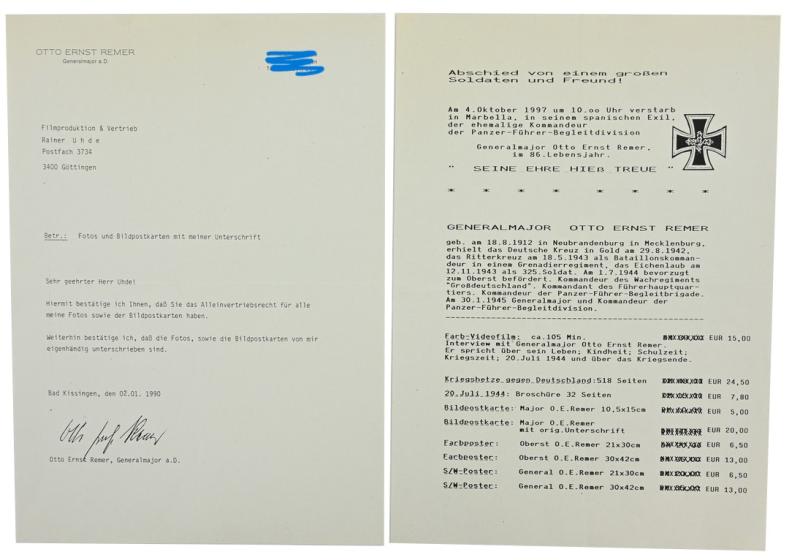 OTTO ERNST REMER
Generalmajor a.D.
Filmproduktion & Vertrieb
Rainer U h d e
Postfach 3734
3400 Göttingen
Betr.: Fotos und Bildpostkarten mit meiner Unterschrift
Sehr geehrter Herr Uhde!
Hiermit bestätige ich Ihnen, daß Sie das Alleinvertriebsrecht für alle
meine Fotos sowie der Bildpostkarten haben.
Weiterhin bestätige ich, daß die Fotos, sowie die Bildpostkarten von mir
eigenhändig unterschrieben sind.
Bad Kissingen, den 02.01. 1990
Otto Ernst Remer
Otto Ernst Remer, Generalmajor a.D.
Abschied von einem großen
Soldaten und Freund!
Am 4.Oktober 1997 um 10.oo Uhr verstarb
in Marbella, in seinem spanischen Exil,
der ehemalige Kommandeur
der Panzer-Führer-Begleitdivision
Generalmajor Otto Ernst Remer,
im 86.Lebensjahr.
" SEINE EHRE HIEß TREUE "
* * * * * * * *
GENERALMAJOR OTTO ERNST REMER
geb. am 18.8.1912 in Neubrandenburg in Mecklenburg,
erhielt das Deutsche Kreuz in Gold am 29.8.1942,
das Ritterkreuz am 18.5.1943 als Bataillonskomman-
deur in einem Grenadierregiment, das Eichenlaub am
12.11.1943 als 325.Soldat. Am 1.7.1944 bevorzugt
zum Oberst befördert. Kommandeur des Wachregiments
"Großdeutschland". Kommandant des Führerhauptquar-
tiers. Kommandeur der Panzer-Führer-Begleitbrigade.
Am 30.1.1945 Generalmajor und Kommandeur der
Panzer-Führer-Begleitdivision.
Farb-Videofilm: ca.105 Min. EUR 15,00
Interview mit Generalmajor Otto Ernst Remer.
Er spricht über sein Leben; Kindheit; Schulzeit;
Kriegszeit; 20.Juli 1944 und über das Kriegsende.
Kriegshetze gegen Deutschland:518 Seiten EUR 24,50
20.Juli 1944: Broschüre 32 Seiten EUR 7,80
Bildpostkarte: Major O.E.Remer 10,5x15cm EUR 5,00
Bildpostkarte: Major O.E.Remer
mit orig.Unterschrift EUR 20,00
Farbposter: Oberst O.E.Remer 21x30cm EUR 6,50
Farbposter: Oberst O.E.Remer 30x42cm EUR 13,00
S/W-Poster: General O.E.Remer 21x30cm EUR 6,50
S/W-Poster: General O.E.Remer 30x42cm EUR 13,00